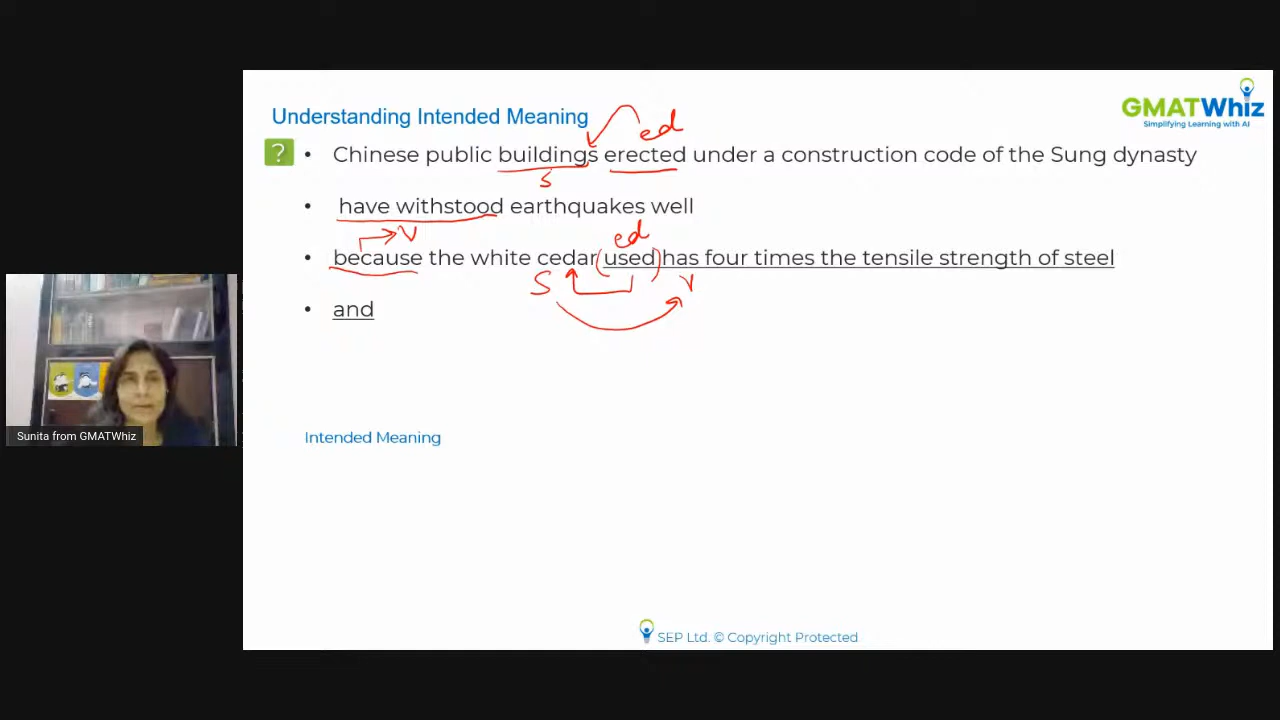 Understanding Intended Meaning
GMATWhiz
Simplifying Learning with AI
ed
? • Chinese public buildings erected under a construction code of the Sung dynasty
S
• have withstood earthquakes well
V
ed
• because the white cedar (used) has four times the tensile strength of steel
S V
• and
Sunita from GMATWhiz
Intended Meaning
SEP Ltd. © Copyright Protected